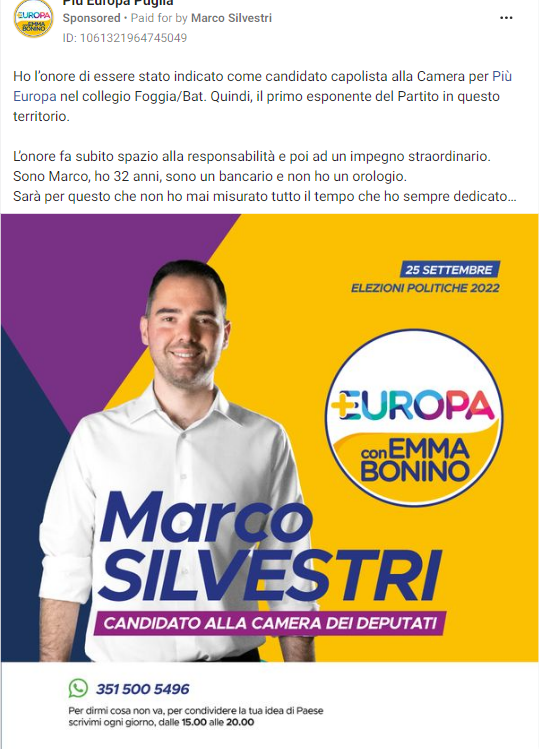 Più Europa Puglia
Sponsored • Paid for by Marco Silvestri
ID: 1061321964745049
Ho l'onore di essere stato indicato come candidato capolista alla Camera per Più
Europa nel collegio Foggia/Bat. Quindi, il primo esponente del Partito in questo
territorio.
L'onore fa subito spazio alla responsabilità e poi ad un impegno straordinario.
Sono Marco, ho 32 anni, sono un bancario e non ho un orologio.
Sarà per questo che non ho mai misurato tutto il tempo che ho sempre dedicato…
25 SETTEMBRE
ELEZIONI POLITICHE 2022
+EUROPA
con EMMA
BONINO
Marco
SILVESTRI
CANDIDATO ALLA CAMERA DEI DEPUTATI
351 500 5496
Per dirmi cosa non va, per condividere la tua idea di Paese
scrivimi ogni giorno, dalle 15.00 alle 20.00